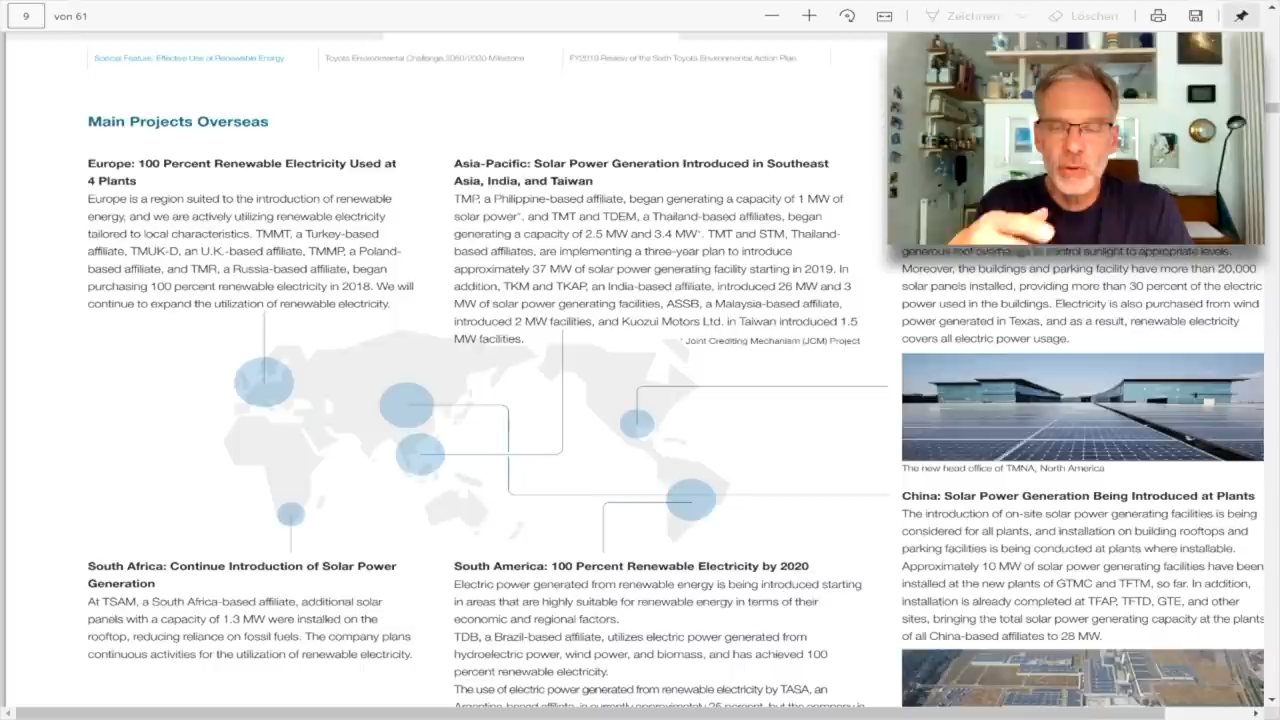 9 von 61
Zeichnen
Löschen
Special Feature: Effective Use of Renewable Energy
Toyota Environmental Challenge 2050/2030 Milestone
FY2019 Review of the Sixth Toyota Environmental Action Plan
Main Projects Overseas
Europe: 100 Percent Renewable Electricity Used at
4 Plants
Europe is a region suited to the introduction of renewable
energy, and we are actively utilizing renewable electricity
tailored to local characteristics. TMMT, a Turkey-based
affiliate, TMUK-D, an U.K.-based affiliate, TMMP, a Poland-
based affiliate, and TMR, a Russia-based affiliate, began
purchasing 100 percent renewable electricity in 2018. We will
continue to expand the utilization of renewable electricity.
Asia-Pacific: Solar Power Generation Introduced in Southeast
Asia, India, and Taiwan
TMP, a Philippine-based affiliate, began generating a capacity of 1 MW of
solar power*, and TMT and TDEM, a Thailand-based affiliates, began
generating a capacity of 2.5 MW and 3.4 MW*. TMT and STM, Thailand-
based affiliates, are implementing a three-year plan to introduce
approximately 37 MW of solar power generating facility starting in 2019. In
addition, TKM and TKAP, an India-based affiliate, introduced 26 MW and 3
MW of solar power generating facilities, ASSB, a Malaysia-based affiliate,
introduced 2 MW facilities, and Kuozui Motors Ltd. in Taiwan introduced 1.5
MW facilities.
* Joint Crediting Mechanism (JCM) Project
South Africa: Continue Introduction of Solar Power
Generation
At TSAM, a South Africa-based affiliate, additional solar
panels with a capacity of 1.3 MW were installed on the
rooftop, reducing reliance on fossil fuels. The company plans
continuous activities for the utilization of renewable electricity.
South America: 100 Percent Renewable Electricity by 2020
Electric power generated from renewable energy is being introduced starting
in areas that are highly suitable for renewable energy in terms of their
economic and regional factors.
TDB, a Brazil-based affiliate, utilizes electric power generated from
hydroelectric power, wind power, and biomass, and has achieved 100
percent renewable electricity.
The use of electric power generated from renewable electricity by TASA, an
generous roof control sunlight to appropriate levels.
Moreover, the buildings and parking facility have more than 20,000
solar panels installed, providing more than 30 percent of the electric
power used in the buildings. Electricity is also purchased from wind
power generated in Texas, and as a result, renewable electricity
covers all electric power usage.
The new head office of TMNA, North America
China: Solar Power Generation Being Introduced at Plants
The introduction of on-site solar power generating facilities is being
considered for all plants, and installation on building rooftops and
parking facilities is being conducted at plants where installable.
Approximately 10 MW of solar power generating facilities have been
installed at the new plants of GTMC and TFTM, so far. In addition,
installation is already completed at TFAP, TFTD, GTE, and other
sites, bringing the total solar power generating capacity at the plants
of all China-based affiliates to 28 MW.